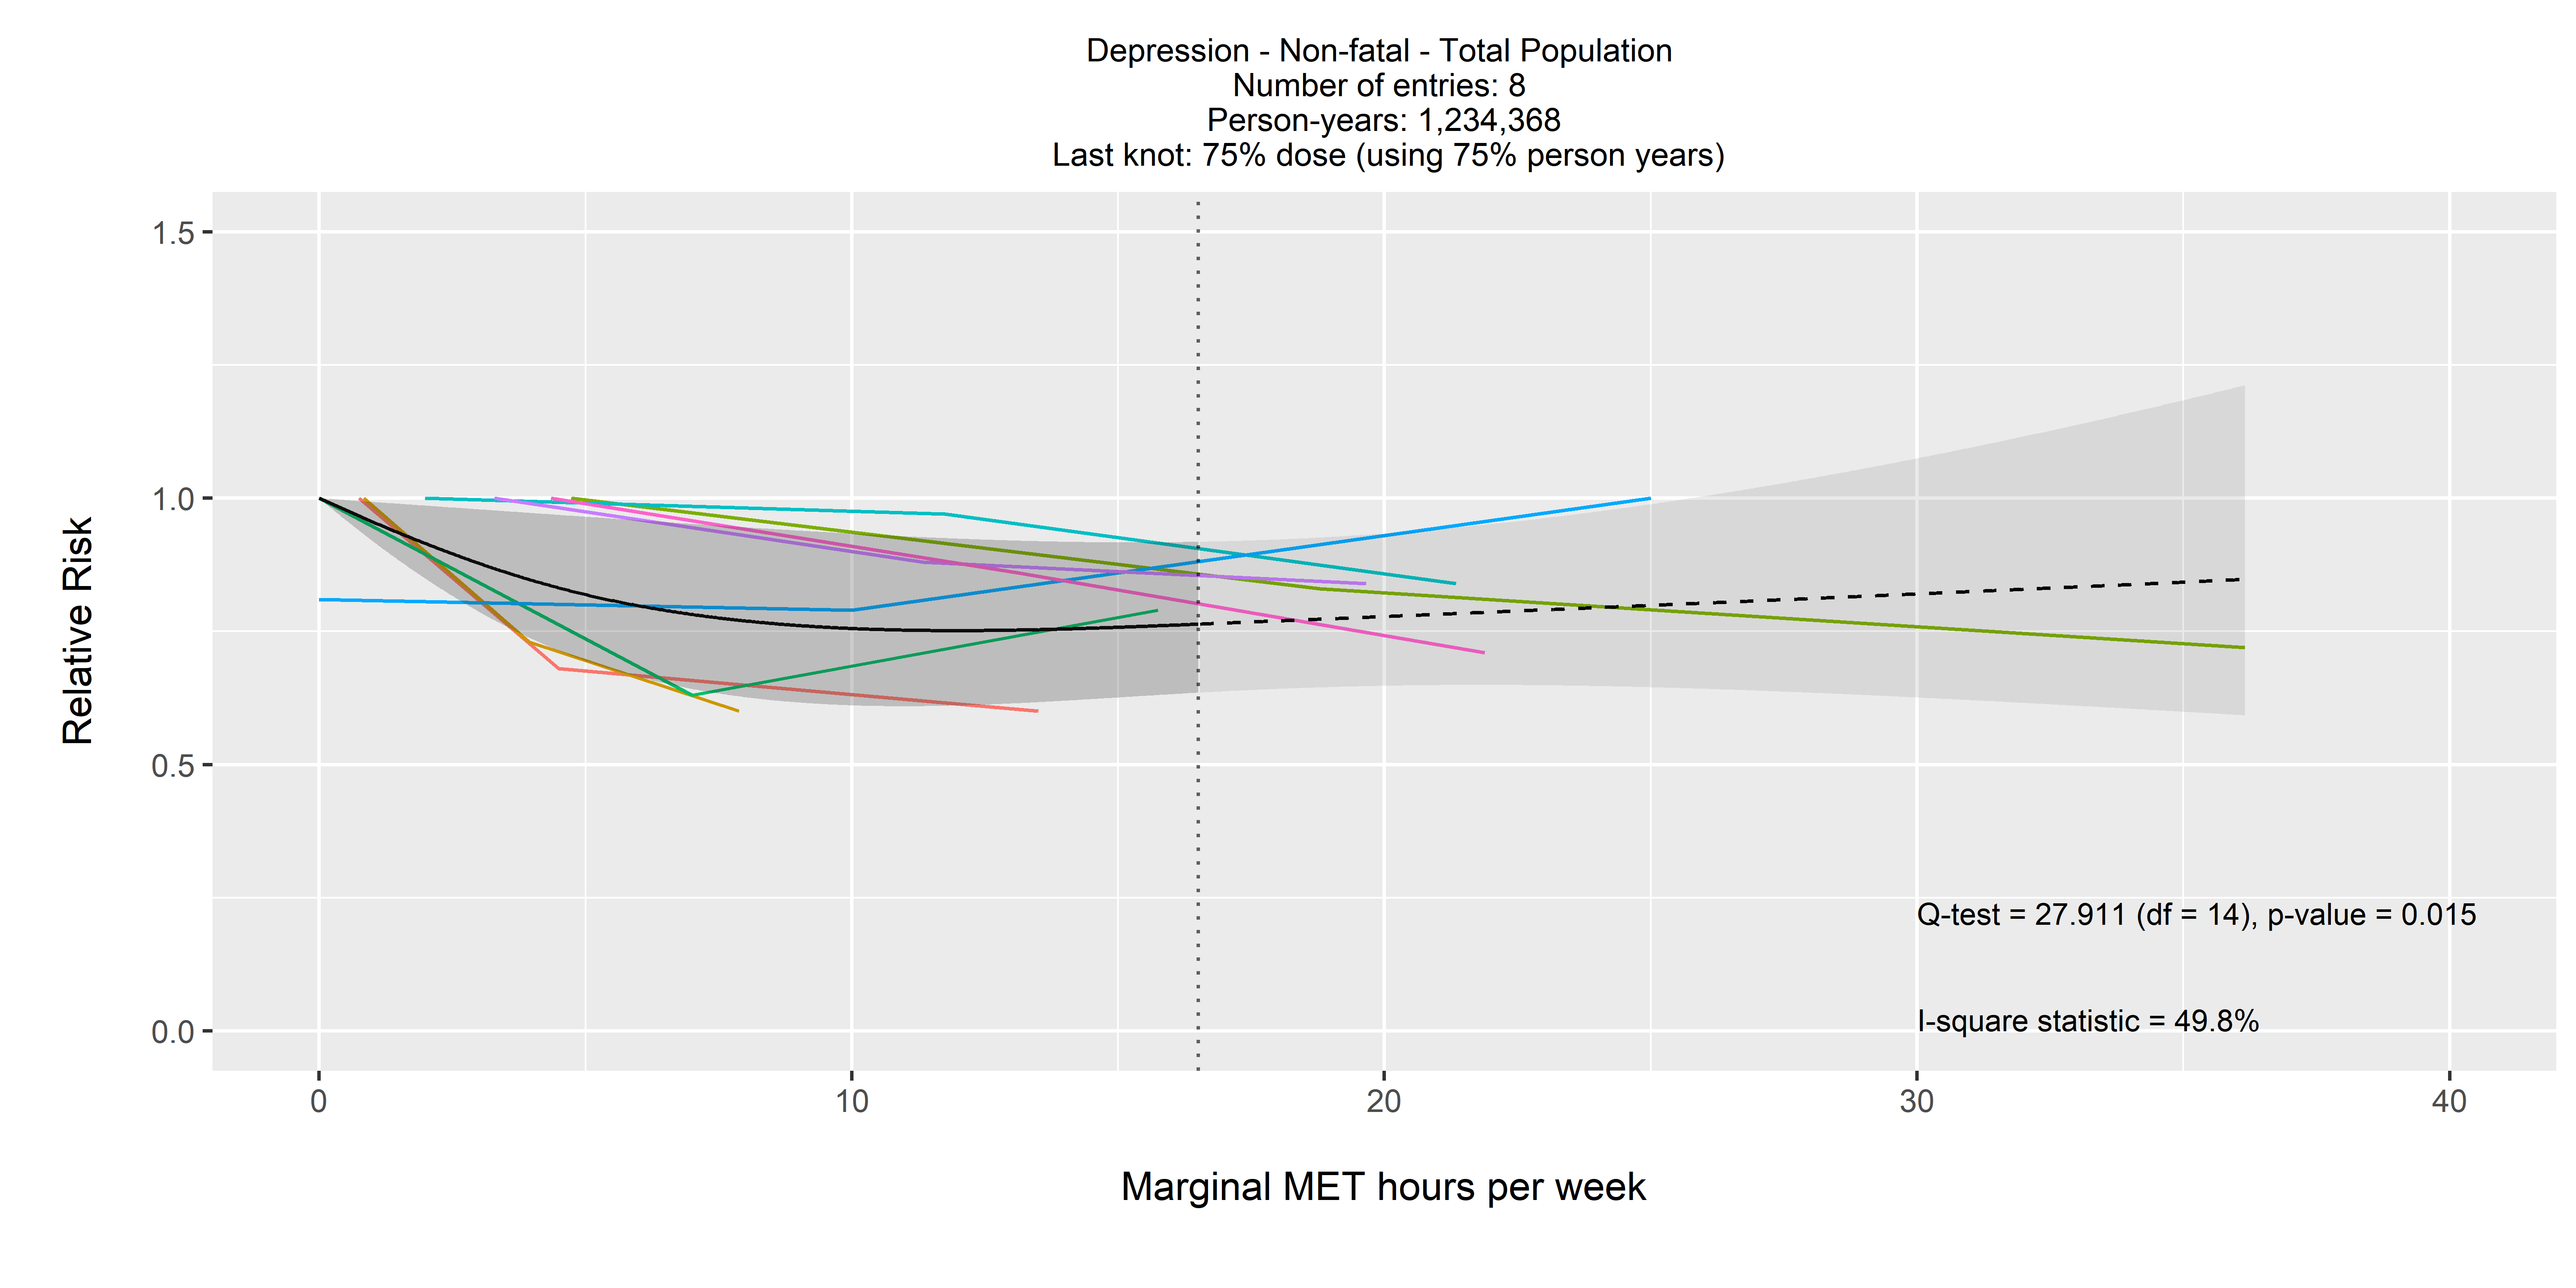 Depression - Non-fatal - Total Population
Number of entries: 8
Person-years: 1,234,368
Last knot: 75% dose (using 75% person years)
1.5
1.0
0.5
0.0
Relative Risk
Q-test = 27.911 (df = 14), p-value = 0.015
I-square statistic = 49.8%
0 10 20 30 40
Marginal MET hours per week